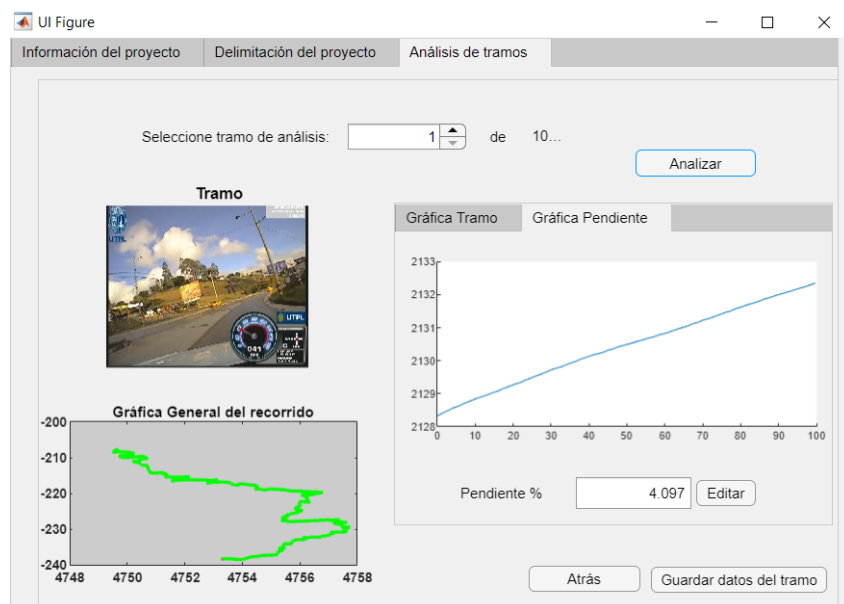 UI Figure
Información del proyecto
Delimitación del proyecto
Análisis de tramos
Seleccione tramo de análisis:
1
de
10...
Analizar
Tramo
UTPL
UTPL
041
Gráfica Tramo
Gráfica Pendiente
2133
2132
2131
2130
2129
2128
0 10 20 30 40 50 60 70 80 90 100
Pendiente %
4.097
Editar
Gráfica General del recorrido
-200
-210
-220
-230
-240
4748 4750 4752 4754 4756 4758
Atrás
Guardar datos del tramo